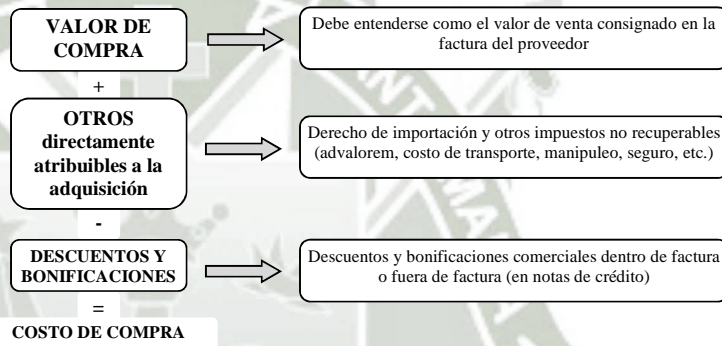 VALOR DE
COMPRA
Debe entenderse como el valor de venta consignado en la
factura del proveedor
+
OTROS
directamente
atribuibles a la
adquisición
Derecho de importación y otros impuestos no recuperables
(advalorem, costo de transporte, manipuleo, seguro, etc.)
-
DESCUENTOS Y
BONIFICACIONES
Descuentos y bonificaciones comerciales dentro de factura
o fuera de factura (en notas de crédito)
=
COSTO DE COMPRA